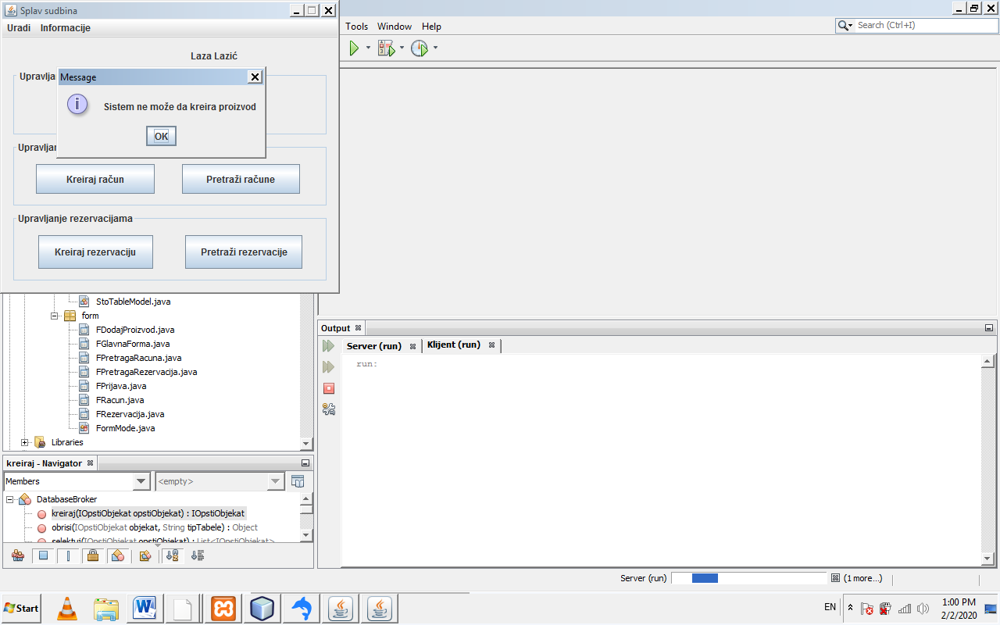 Splav sudbina
Uradi Informacije
Laza Lazić
Upravlja
Message
Sistem ne može da kreira proizvod
OK
Upravljan
Kreiraj račun Pretraži račune
Upravljanje rezervacijama
Kreiraj rezervaciju Pretraži rezervacije
Tools Window Help
Search (Ctrl+I)
StoTableModel.java
form
FDodajProizvod.java
FGlavnaForma.java
FPretragaRacuna.java
FPretragaRezervacija.java
FPrijava.java
FRacun.java
FRezervacija.java
FormMode.java
Libraries
kreiraj - Navigator
Members <empty>
DatabaseBroker
kreiraj(IOpstiObjekat opstiObjekat) : IOpstiObjekat
obrisi(IOpstiObjekat objekat, String tipTabele) : Object
selektuj(IOpstiObjekat opstiObjekat) : List<IOpstiObjekat>
Output
Server (run) Klijent (run)
run:
Server (run) (1 more...)
Start
EN
1:00 PM
2/2/2020